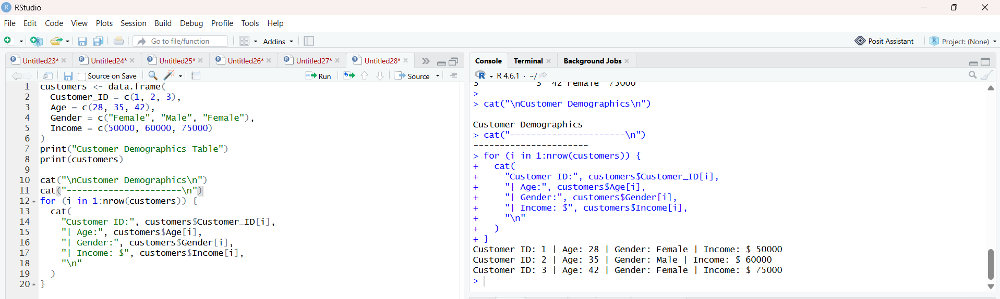 RStudio
File Edit Code View Plots Session Build Debug Profile Tools Help
Go to file/function Addins Posit Assistant Project: (None)
Untitled23* Untitled24* Untitled25* Untitled26* Untitled27* Untitled28*
Source on Save Run Source
1 customers <- data.frame(
2   Customer_ID = c(1, 2, 3),
3   Age = c(28, 35, 42),
4   Gender = c("Female", "Male", "Female"),
5   Income = c(50000, 60000, 75000)
6 )
7 print("Customer Demographics Table")
8 print(customers)
9
10 cat("\nCustomer Demographics\n")
11 cat("----------------------\n")
12 for (i in 1:nrow(customers)) {
13   cat(
14     "Customer ID:", customers$Customer_ID[i],
15     "| Age:", customers$Age[i],
16     "| Gender:", customers$Gender[i],
17     "| Income: $", customers$Income[i],
18     "\n"
19   )
20 }
Console Terminal Background Jobs
R 4.6.1 · ~/
3           3  42 Female  75000
>
> cat("\nCustomer Demographics\n")

Customer Demographics
> cat("----------------------\n")
----------------------
> for (i in 1:nrow(customers)) {
+   cat(
+     "Customer ID:", customers$Customer_ID[i],
+     "| Age:", customers$Age[i],
+     "| Gender:", customers$Gender[i],
+     "| Income: $", customers$Income[i],
+     "\n"
+   )
+ }
Customer ID: 1 | Age: 28 | Gender: Female | Income: $ 50000
Customer ID: 2 | Age: 35 | Gender: Male | Income: $ 60000
Customer ID: 3 | Age: 42 | Gender: Female | Income: $ 75000
>